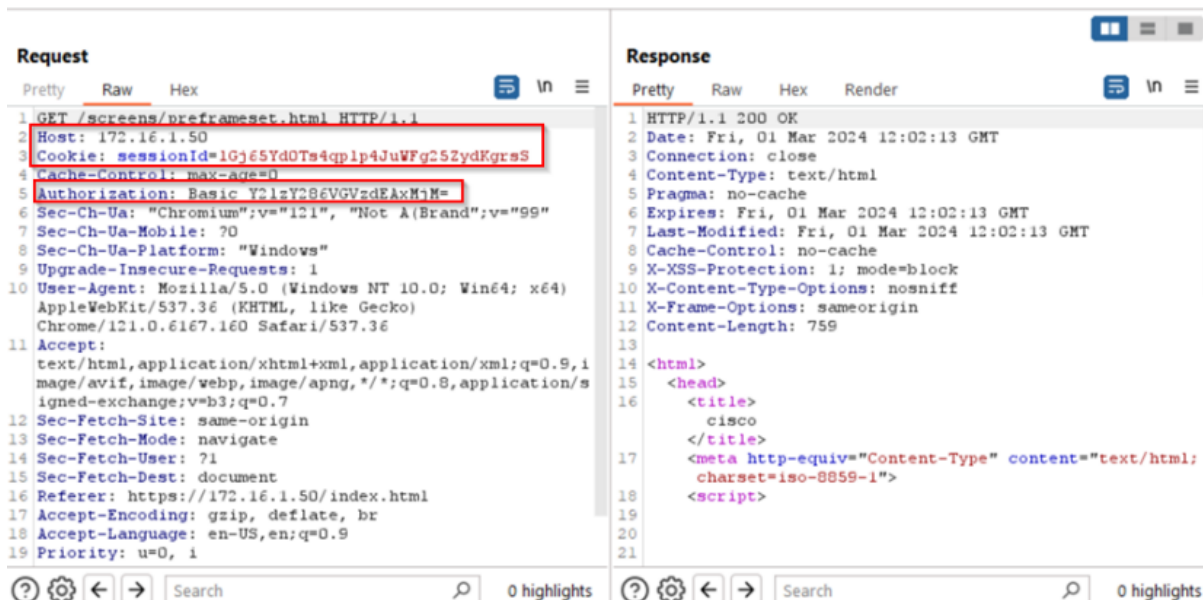 Request
Pretty Raw Hex \n
1 GET /screens/preframeset.html HTTP/1.1
2 Host: 172.16.1.50
3 Cookie: sessionId=1Gj65YdOTs4qplp4JuWFg25ZydKgrsS
4 Cache-Control: max-age=0
5 Authorization: Basic Y2lzY286VGVzdEAxMjM=
6 Sec-Ch-Ua: "Chromium";v="121", "Not A(Brand";v="99"
7 Sec-Ch-Ua-Mobile: ?0
8 Sec-Ch-Ua-Platform: "Windows"
9 Upgrade-Insecure-Requests: 1
10 User-Agent: Mozilla/5.0 (Windows NT 10.0; Win64; x64)
AppleWebKit/537.36 (KHTML, like Gecko)
Chrome/121.0.6167.160 Safari/537.36
11 Accept:
text/html,application/xhtml+xml,application/xml;q=0.9,i
mage/avif,image/webp,image/apng,*/*;q=0.8,application/s
igned-exchange;v=b3;q=0.7
12 Sec-Fetch-Site: same-origin
13 Sec-Fetch-Mode: navigate
14 Sec-Fetch-User: ?1
15 Sec-Fetch-Dest: document
16 Referer: https://172.16.1.50/index.html
17 Accept-Encoding: gzip, deflate, br
18 Accept-Language: en-US,en;q=0.9
19 Priority: u=0, i
Search 0 highlights
Response
Pretty Raw Hex Render \n
1 HTTP/1.1 200 OK
2 Date: Fri, 01 Mar 2024 12:02:13 GMT
3 Connection: close
4 Content-Type: text/html
5 Pragma: no-cache
6 Expires: Fri, 01 Mar 2024 12:02:13 GMT
7 Last-Modified: Fri, 01 Mar 2024 12:02:13 GMT
8 Cache-Control: no-cache
9 X-XSS-Protection: 1; mode=block
10 X-Content-Type-Options: nosniff
11 X-Frame-Options: sameorigin
12 Content-Length: 759
13
14 <html>
15 <head>
16 <title>
cisco
</title>
17 <meta http-equiv="Content-Type" content="text/html;
charset=iso-8859-1">
18 <script>
19
20
21
Search 0 highlights